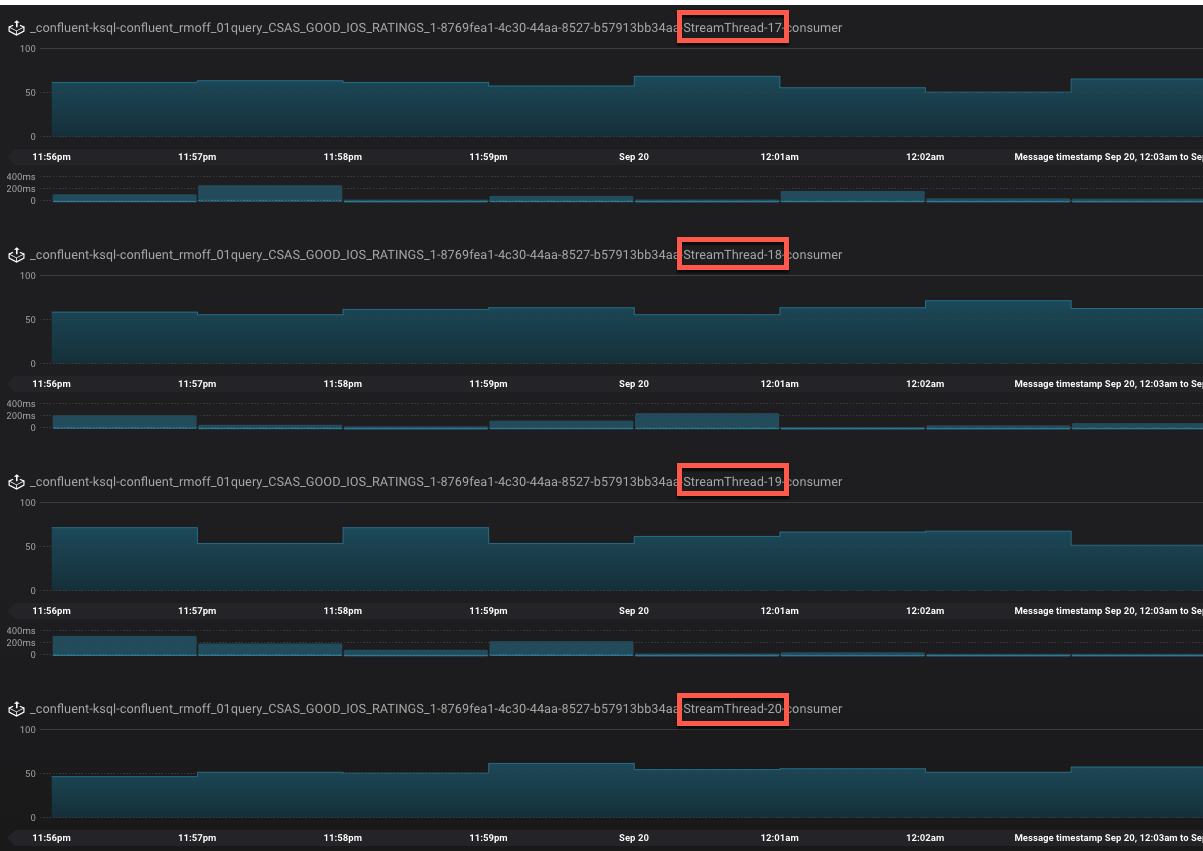 _confluent-ksql-confluent_rmoff_01query_CSAS_GOOD_IOS_RATINGS_1-8769fea1-4c30-44aa-8527-b57913bb34aa-StreamThread-17-consumer
100
50
0
11:56pm 11:57pm 11:58pm 11:59pm Sep 20 12:01am 12:02am Message timestamp Sep 20, 12:03am to Se
400ms
200ms
0
_confluent-ksql-confluent_rmoff_01query_CSAS_GOOD_IOS_RATINGS_1-8769fea1-4c30-44aa-8527-b57913bb34aa-StreamThread-18-consumer
100
50
0
11:56pm 11:57pm 11:58pm 11:59pm Sep 20 12:01am 12:02am Message timestamp Sep 20, 12:03am to Se
400ms
200ms
0
_confluent-ksql-confluent_rmoff_01query_CSAS_GOOD_IOS_RATINGS_1-8769fea1-4c30-44aa-8527-b57913bb34aa-StreamThread-19-consumer
100
50
0
11:56pm 11:57pm 11:58pm 11:59pm Sep 20 12:01am 12:02am Message timestamp Sep 20, 12:03am to Se
400ms
200ms
0
_confluent-ksql-confluent_rmoff_01query_CSAS_GOOD_IOS_RATINGS_1-8769fea1-4c30-44aa-8527-b57913bb34aa-StreamThread-20-consumer
100
50
0
11:56pm 11:57pm 11:58pm 11:59pm Sep 20 12:01am 12:02am Message timestamp Sep 20, 12:03am to Se